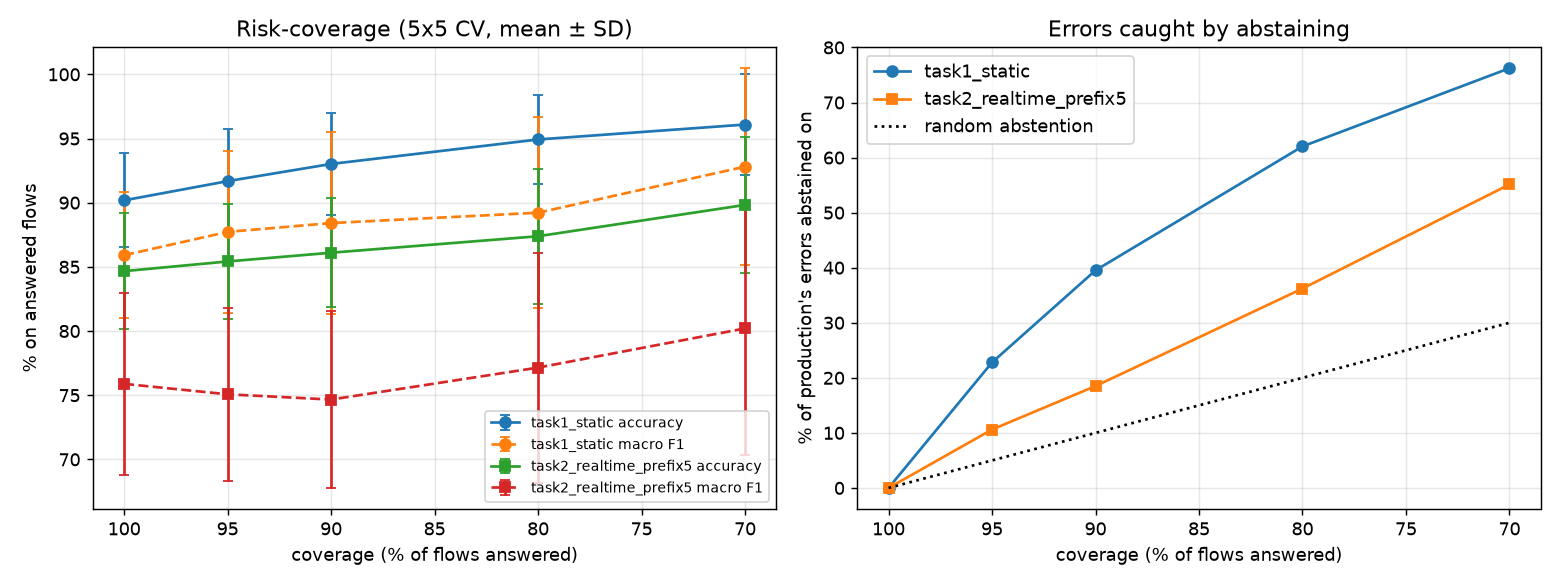 Risk-coverage (5x5 CV, mean ± SD)
% on answered flows
100
95
90
85
80
75
70
100
95
90
85
80
75
70
coverage (% of flows answered)
task1_static accuracy
task1_static macro F1
task2_realtime_prefix5 accuracy
task2_realtime_prefix5 macro F1
Errors caught by abstaining
% of production's errors abstained on
80
70
60
50
40
30
20
10
0
100
95
90
85
80
75
70
coverage (% of flows answered)
task1_static
task2_realtime_prefix5
random abstention